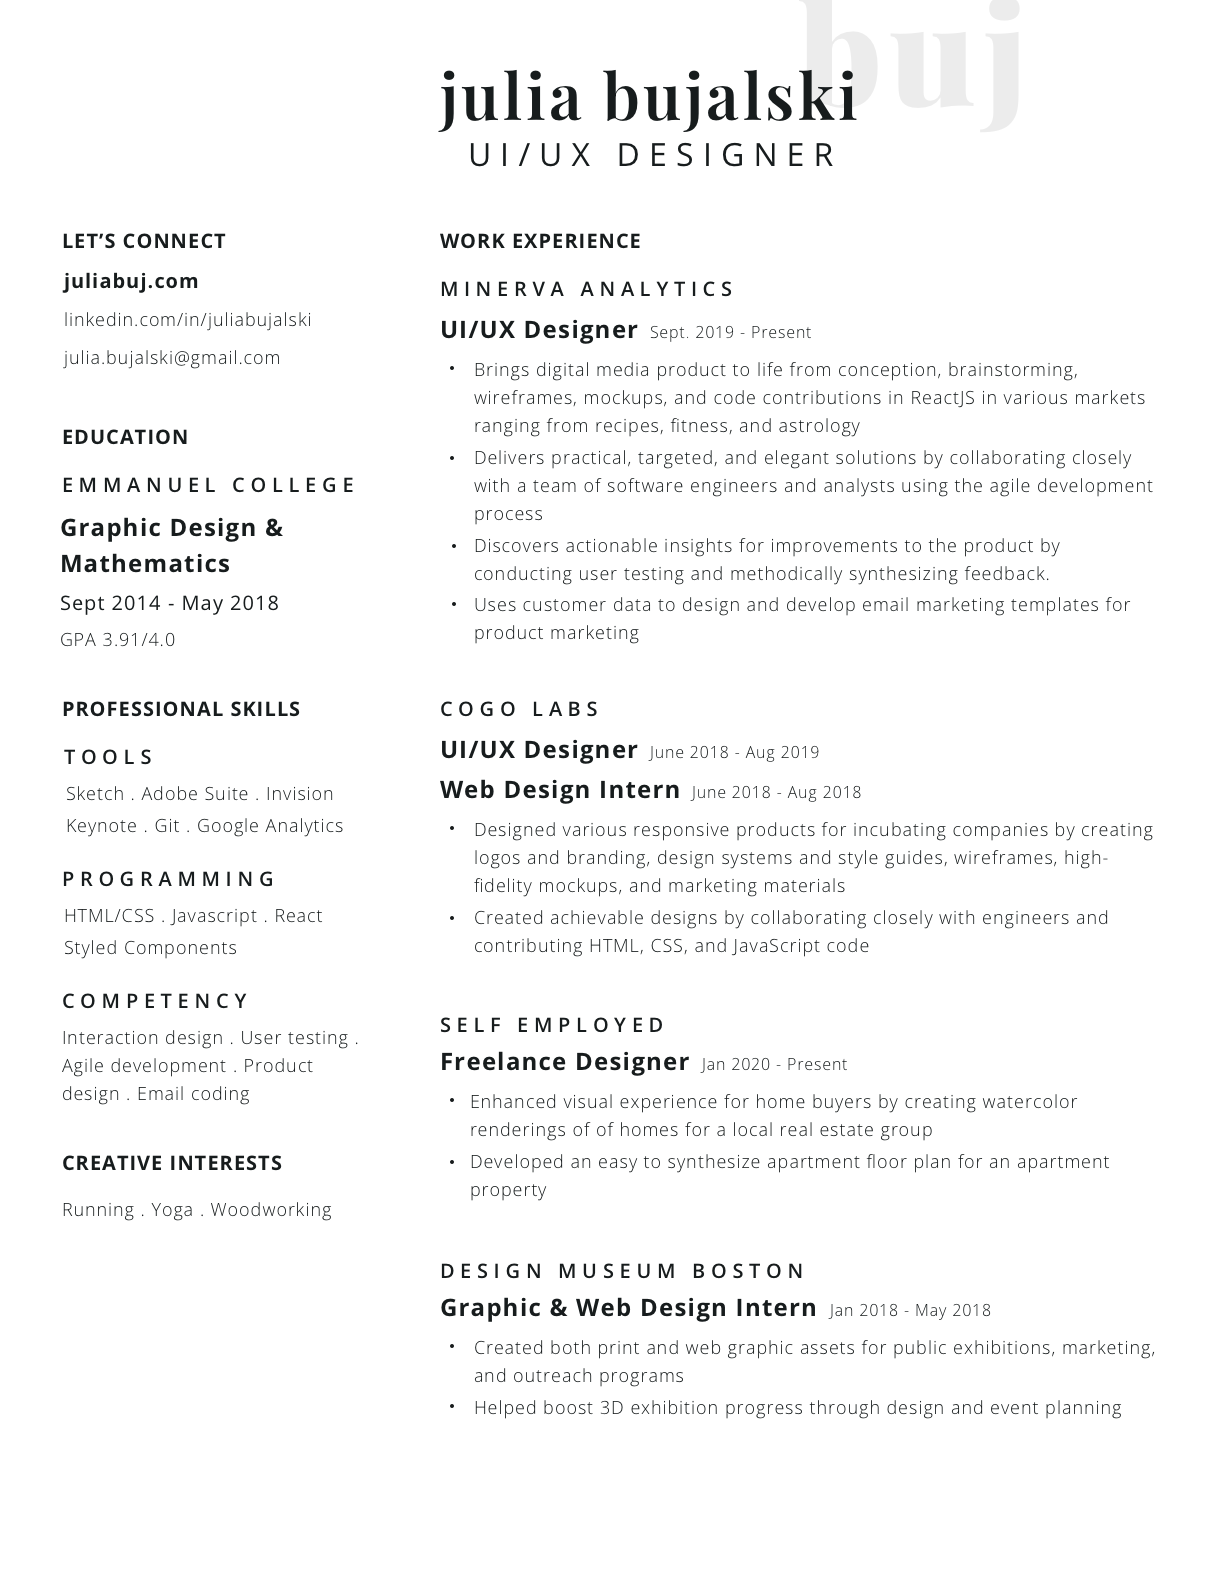 buj
julia bujalski
UI/UX DESIGNER
LET’S CONNECT
juliabuj.com
linkedin.com/in/juliabujalski
julia.bujalski@gmail.com
EDUCATION
EMMANUEL COLLEGE
Graphic Design &
Mathematics
Sept 2014 - May 2018
GPA 3.91/4.0
PROFESSIONAL SKILLS
TOOLS
Sketch . Adobe Suite . Invision
Keynote . Git . Google Analytics
PROGRAMMING
HTML/CSS . Javascript . React
Styled Components
COMPETENCY
Interaction design . User testing .
Agile development . Product
design . Email coding
CREATIVE INTERESTS
Running . Yoga . Woodworking
WORK EXPERIENCE
MINERVA ANALYTICS
UI/UX Designer Sept. 2019 - Present
• Brings digital media product to life from conception, brainstorming,
wireframes, mockups, and code contributions in ReactJS in various markets
ranging from recipes, fitness, and astrology
• Delivers practical, targeted, and elegant solutions by collaborating closely
with a team of software engineers and analysts using the agile development
process
• Discovers actionable insights for improvements to the product by
conducting user testing and methodically synthesizing feedback.
• Uses customer data to design and develop email marketing templates for
product marketing
COGO LABS
UI/UX Designer June 2018 - Aug 2019
Web Design Intern June 2018 - Aug 2018
• Designed various responsive products for incubating companies by creating
logos and branding, design systems and style guides, wireframes, high-
fidelity mockups, and marketing materials
• Created achievable designs by collaborating closely with engineers and
contributing HTML, CSS, and JavaScript code
SELF EMPLOYED
Freelance Designer Jan 2020 - Present
• Enhanced visual experience for home buyers by creating watercolor
renderings of of homes for a local real estate group
• Developed an easy to synthesize apartment floor plan for an apartment
property
DESIGN MUSEUM BOSTON
Graphic & Web Design Intern Jan 2018 - May 2018
• Created both print and web graphic assets for public exhibitions, marketing,
and outreach programs
• Helped boost 3D exhibition progress through design and event planning